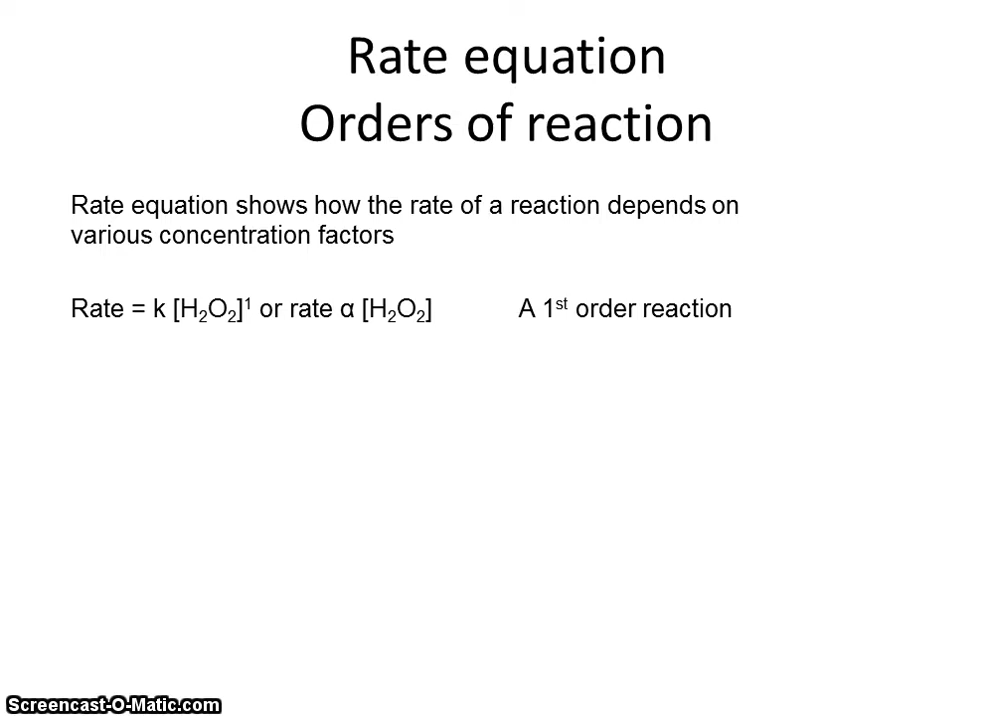 Rate equation
Orders of reaction
Rate equation shows how the rate of a reaction depends on
various concentration factors
Rate = k [H₂O₂]¹ or rate α [H₂O₂] A 1ˢᵗ order reaction
Screencast-O-Matic.com